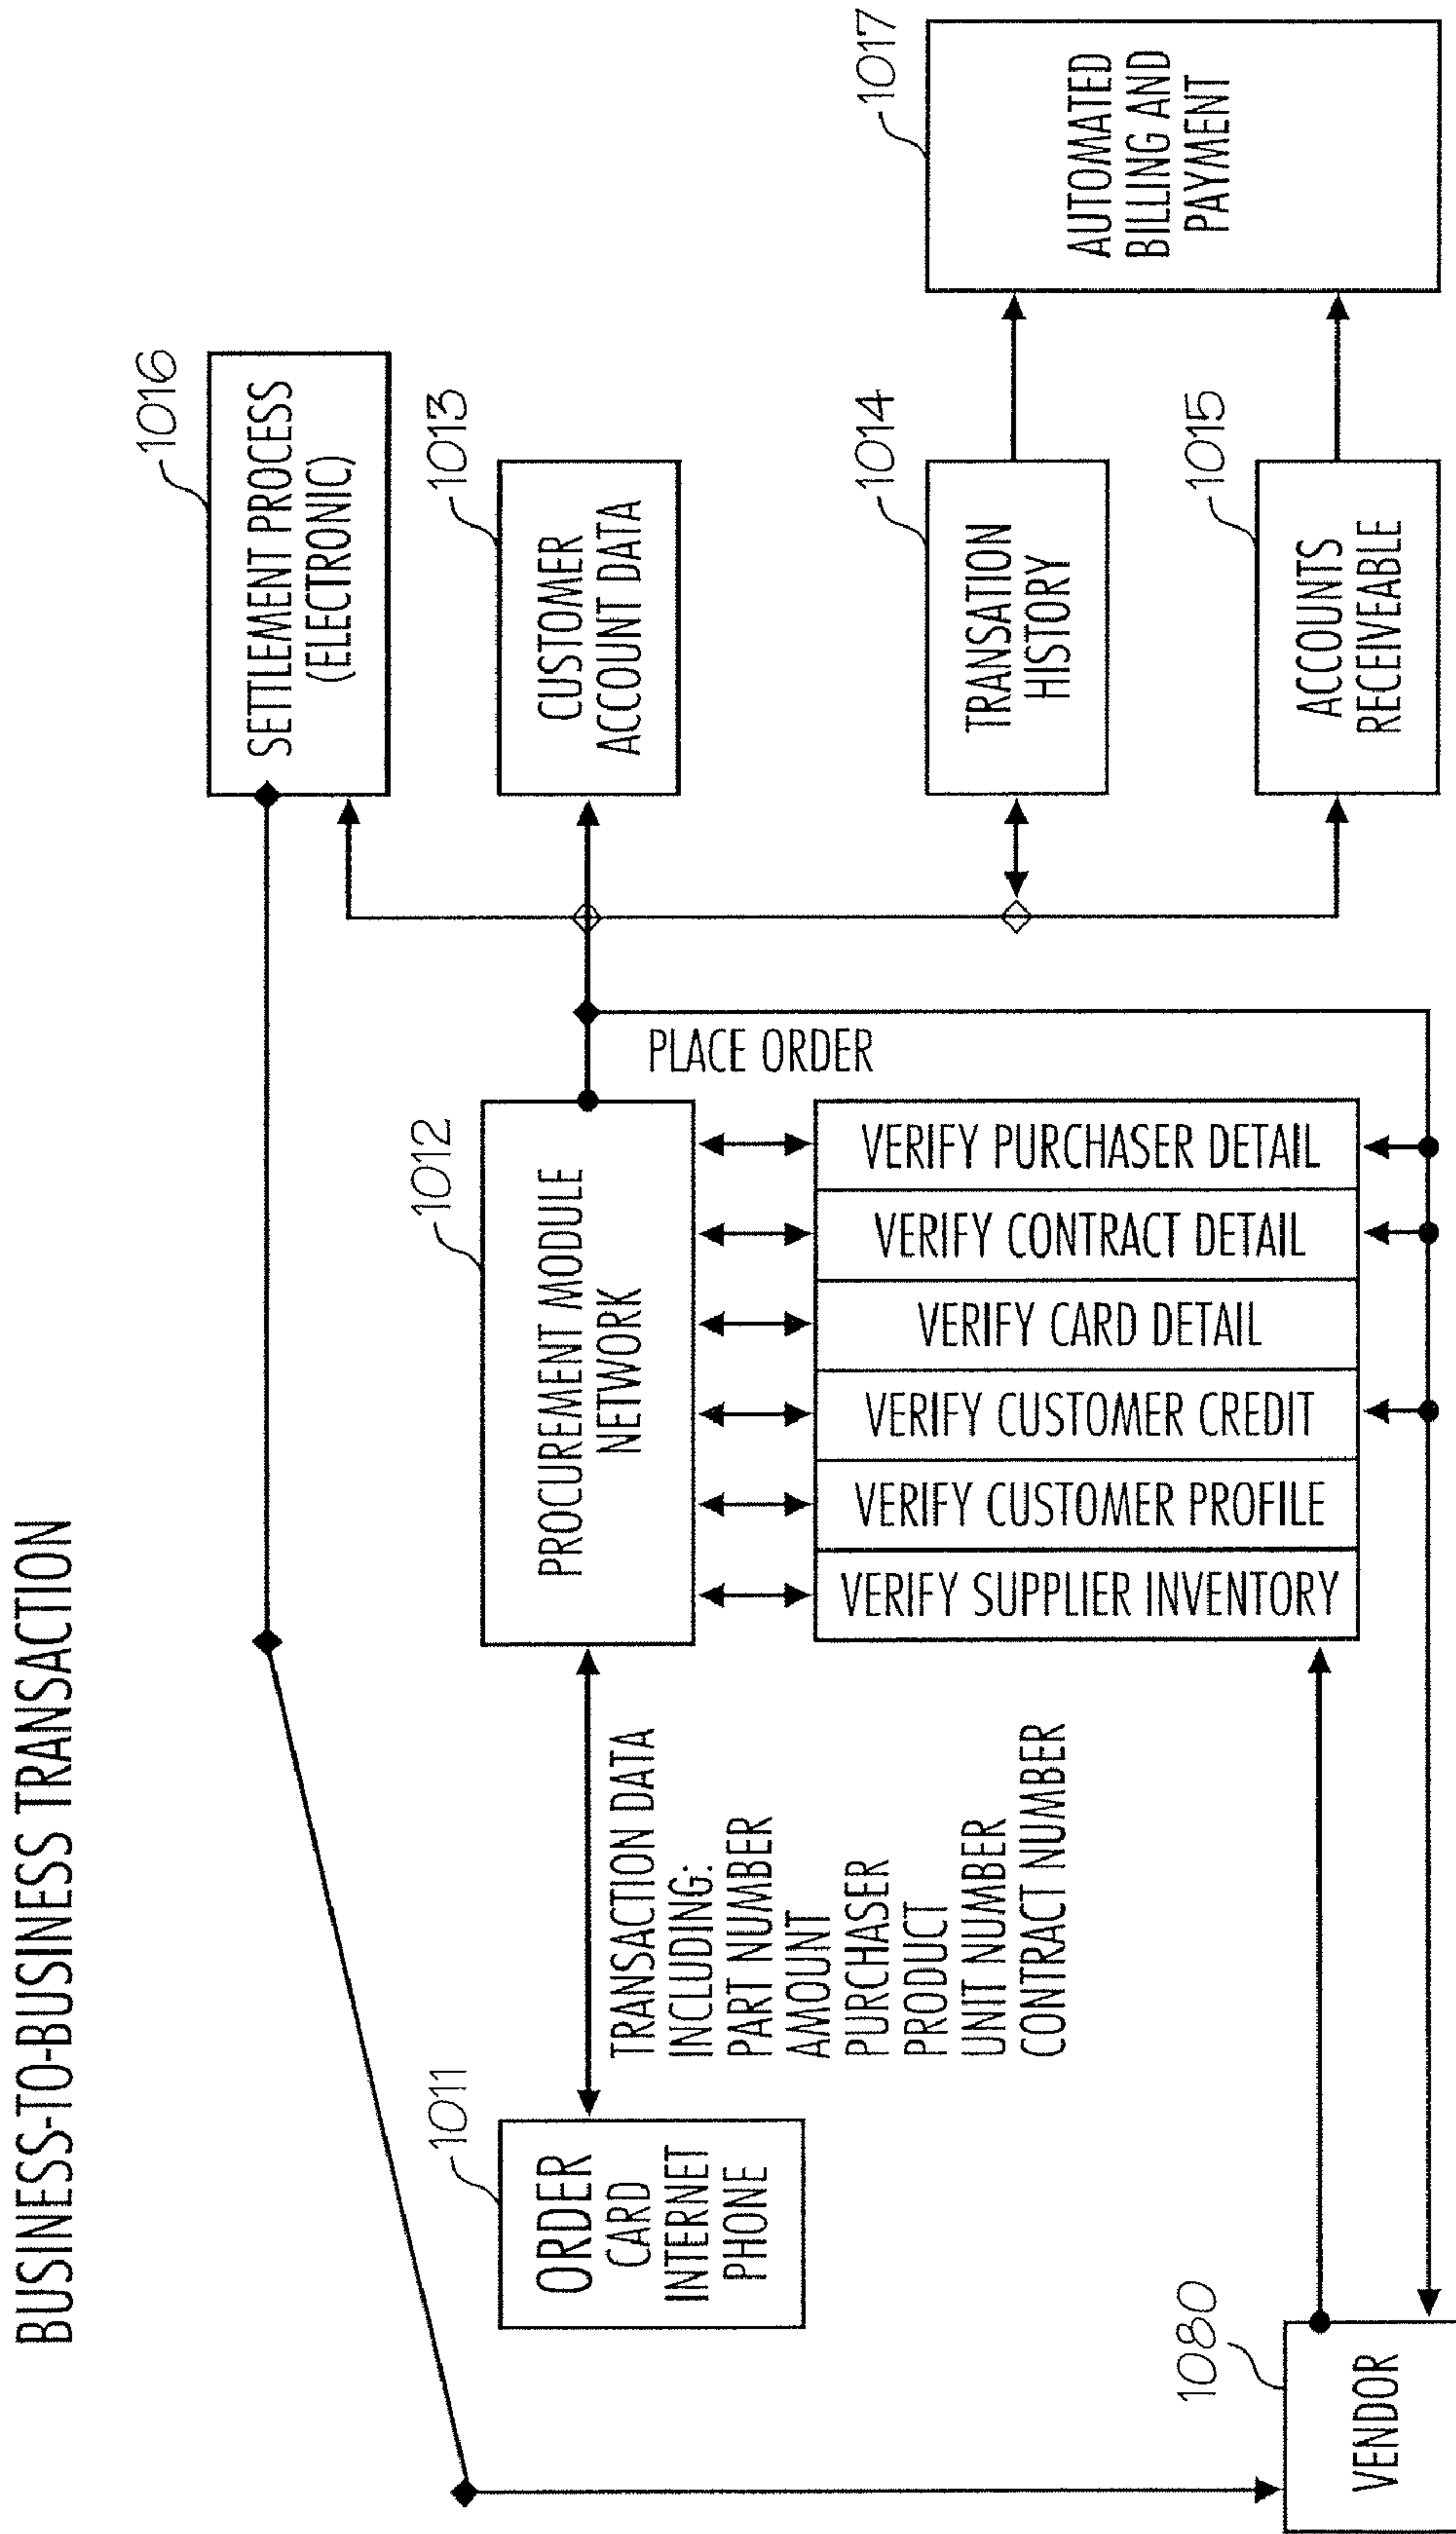 BUSINESS-TO-BUSINESS TRANSACTION
1016
SETTLEMENT PROCESS
(ELECTRONIC)
1013
CUSTOMER
ACCOUNT DATA
1017
AUTOMATED
BILLING AND
PAYMENT
1014
TRANSATION
HISTORY
1015
ACCOUNTS
RECEIVEABLE
1012
PROCUREMENT MODULE
NETWORK
PLACE ORDER
VERIFY PURCHASER DETAIL
VERIFY CONTRACT DETAIL
VERIFY CARD DETAIL
VERIFY CUSTOMER CREDIT
VERIFY CUSTOMER PROFILE
VERIFY SUPPLIER INVENTORY
1011
ORDER
CARD
INTERNET
PHONE
TRANSACTION DATA
INCLUDING:
PART NUMBER
AMOUNT
PURCHASER
PRODUCT
UNIT NUMBER
CONTRACT NUMBER
1080
VENDOR